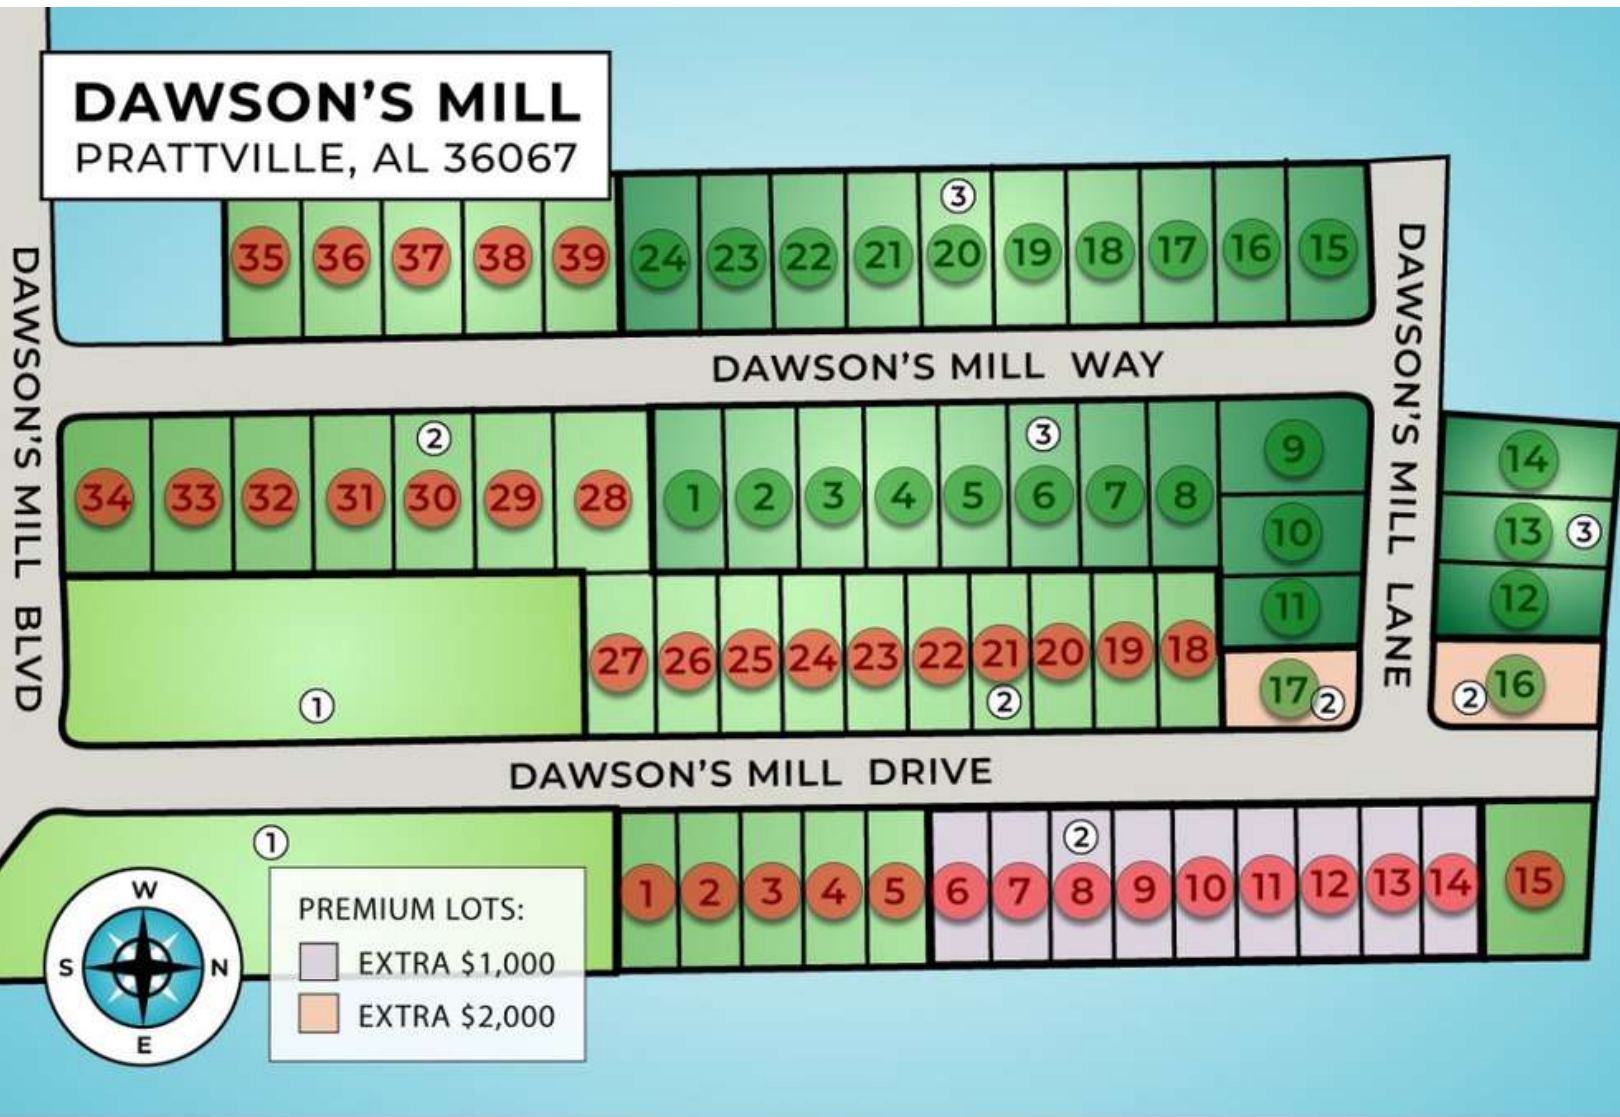 DAWSON'S MILL
PRATTVILLE, AL 36067
3
35 36 37 38 39 24 23 22 21 20 19 18 17 16 15
DAWSON'S MILL BLVD
DAWSON'S MILL WAY
DAWSON'S MILL LANE
2 3
34 33 32 31 30 29 28 1 2 3 4 5 6 7 8
9
10
11
14
13 3
12
27 26 25 24 23 22 21 20 19 18
2
17 2
2 16
1
DAWSON'S MILL DRIVE
1
2
1 2 3 4 5 6 7 8 9 10 11 12 13 14 15
W
S N
E
PREMIUM LOTS:
EXTRA $1,000
EXTRA $2,000